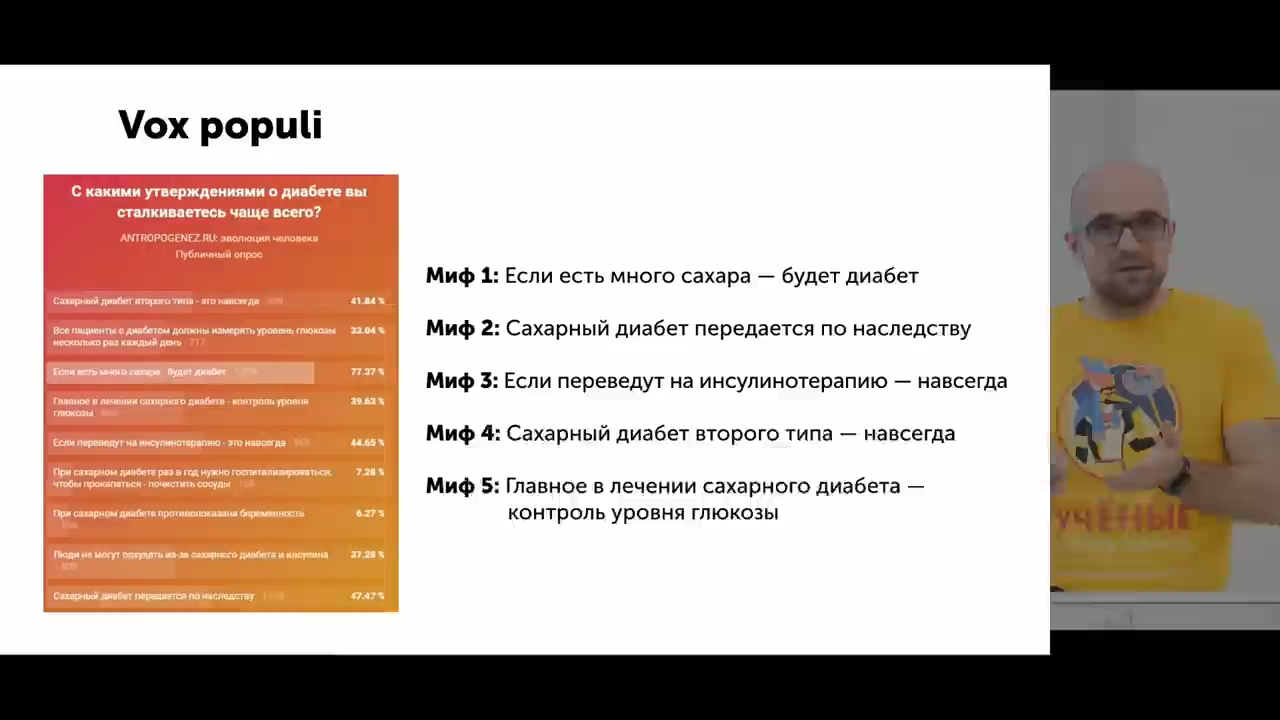 Vox populi
С какими утверждениями о диабете вы
сталкиваетесь чаще всего?
ANTROPOGENEZ.RU: эволюция человека
Публичный опрос
Сахарный диабет второго типа - это навсегда
41.84 %
Все пациенты с диабетом должны измерять уровень глюкозы
несколько раз каждый день 717
33.04 %
Если есть много сахара будет диабет
77.37 %
Главное в лечении сахарного диабета - контроль уровня
глюкозы
39.63 %
Если переведут на инсулинотерапию - это навсегда
44.65 %
При сахарном диабете раз в год нужно госпитализироваться,
чтобы прокапаться - почистить сосуды
7.28 %
При сахарном диабете противопоказана беременность
6.27 %
Люди не могут похудеть из-за сахарного диабета и инсулина
37.28 %
Сахарный диабет передается по наследству
47.47 %
Миф 1: Если есть много сахара — будет диабет
Миф 2: Сахарный диабет передается по наследству
Миф 3: Если переведут на инсулинотерапию — навсегда
Миф 4: Сахарный диабет второго типа — навсегда
Миф 5: Главное в лечении сахарного диабета —
контроль уровня глюкозы
УЧЁНЫЕ